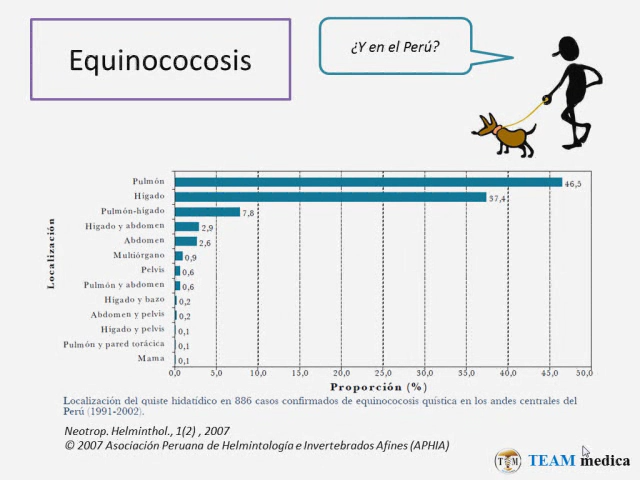 Equinococosis
¿Y en el Perú?
Localización
Pulmón 46,5
Hígado 37,4
Pulmón-hígado 7,8
Hígado y abdomen 2,9
Abdomen 2,6
Multiórgano 0,9
Pelvis 0,6
Pulmón y abdomen 0,6
Hígado y bazo 0,2
Abdomen y pelvis 0,2
Hígado y pelvis 0,1
Pulmón y pared torácica 0,1
Mama 0,1
0,0 5,0 10,0 15,0 20,0 25,0 30,0 35,0 40,0 45,0 50,0
Proporción (%)
Localización del quiste hidatídico en 886 casos confirmados de equinococosis quística en los andes centrales del
Perú (1991-2002).
Neotrop. Helminthol., 1(2) , 2007
© 2007 Asociación Peruana de Helmintología e Invertebrados Afines (APHIA)
TEAM medica